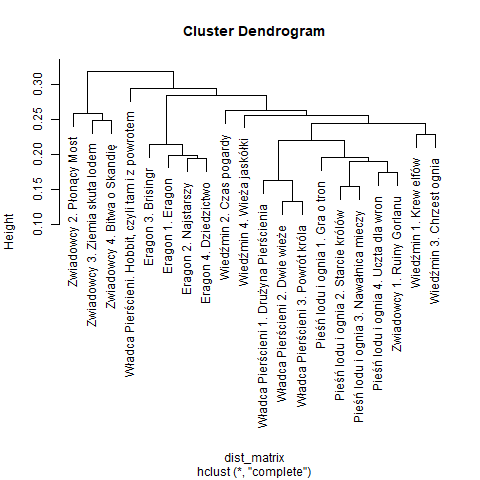 Cluster Dendrogram
Height
0.30
0.25
0.20
0.15
0.10
Zwiadowcy 2. Płonący Most
Zwiadowcy 3. Ziemia skuta lodem
Zwiadowcy 4. Bitwa o Skandię
Władca Pierścieni. Hobbit, czyli tam i z powrotem
Eragon 3. Brisingr
Eragon 1. Eragon
Eragon 2. Najstarszy
Eragon 4. Dziedzictwo
Wiedźmin 2. Czas pogardy
Wiedźmin 4. Wieża jaskółki
Władca Pierścieni 1. Drużyna Pierścienia
Władca Pierścieni 2. Dwie wieże
Władca Pierścieni 3. Powrót króla
Pieśń lodu i ognia 1. Gra o tron
Pieśń lodu i ognia 2. Starcie królów
Pieśń lodu i ognia 3. Nawałnica mieczy
Pieśń lodu i ognia 4. Uczta dla wron
Zwiadowcy 1. Ruiny Gorlanu
Wiedźmin 1. Krew elfów
Wiedźmin 3. Chrzest ognia
dist_matrix
hclust (*, "complete")